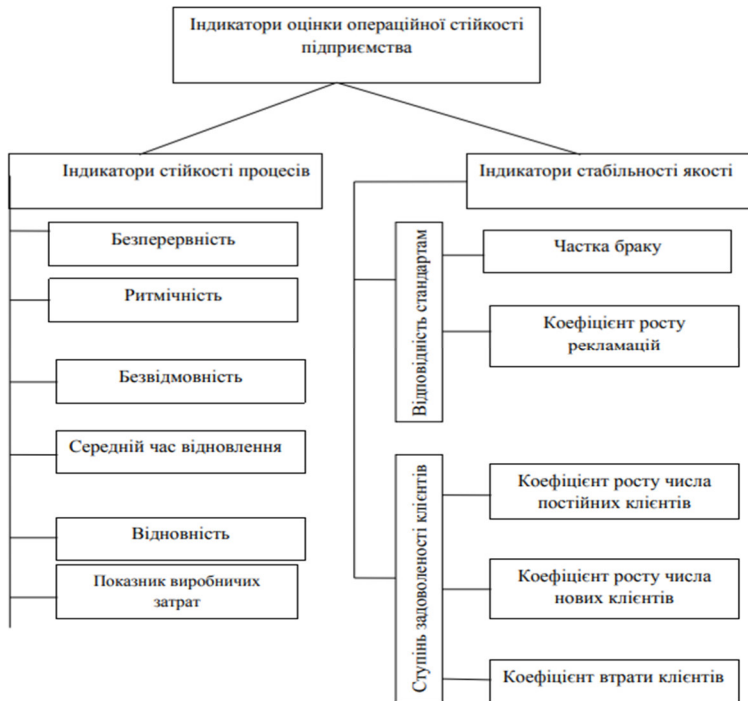 Індикатори оцінки операційної стійкості
підприємства
Індикатори стійкості процесів
Безперервність
Ритмічність
Безвідмовність
Середній час відновлення
Відновність
Показник виробничих
затрат
Індикатори стабільності якості
Відповідність стандартам
Частка браку
Коефіцієнт росту
рекламацій
Ступінь задоволеності клієнтів
Коефіцієнт росту числа
постійних клієнтів
Коефіцієнт росту числа
нових клієнтів
Коефіцієнт втрати клієнтів